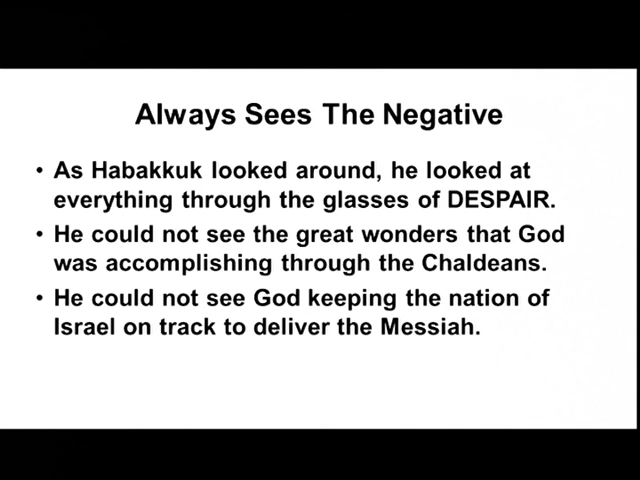 Always Sees The Negative
• As Habakkuk looked around, he looked at
everything through the glasses of DESPAIR.
• He could not see the great wonders that God
was accomplishing through the Chaldeans.
• He could not see God keeping the nation of
Israel on track to deliver the Messiah.